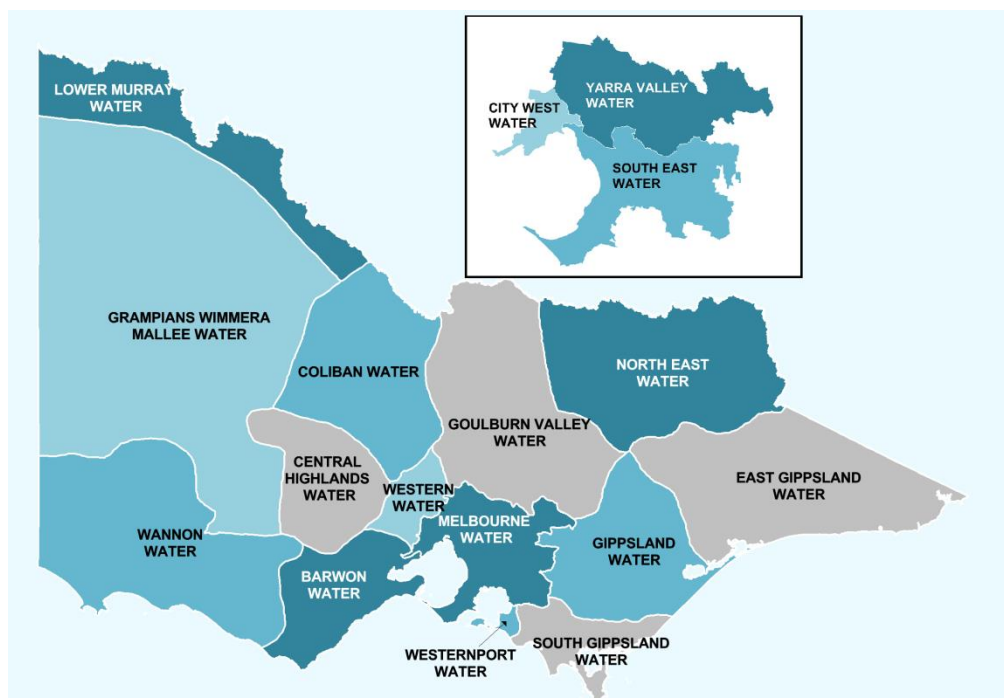 LOWER MURRAY
WATER
YARRA VALLEY
WATER
CITY WEST
WATER
SOUTH EAST
WATER
GRAMPIANS WIMMERA
MALLEE WATER
COLIBAN WATER
NORTH EAST
WATER
GOULBURN VALLEY
WATER
CENTRAL
HIGHLANDS
WATER
WESTERN
WATER
EAST GIPPSLAND
WATER
WANNON
WATER
MELBOURNE
WATER
GIPPSLAND
WATER
BARWON
WATER
WESTERNPORT
WATER
SOUTH GIPPSLAND
WATER